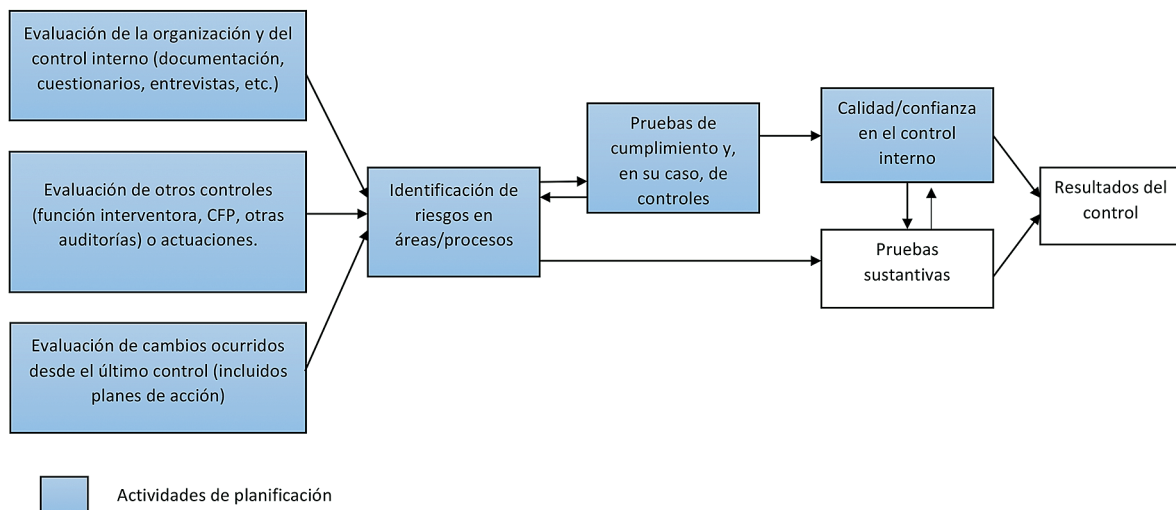 Evaluación de la organización y del
control interno (documentación,
cuestionarios, entrevistas, etc.)
Evaluación de otros controles
(función interventora, CFP, otras
auditorías) o actuaciones.
Evaluación de cambios ocurridos
desde el último control (incluidos
planes de acción)
Identificación de
riesgos en
áreas/procesos
Pruebas de
cumplimiento y,
en su caso, de
controles
Calidad/confianza
en el control
interno
Pruebas
sustantivas
Resultados del
control
Actividades de planificación